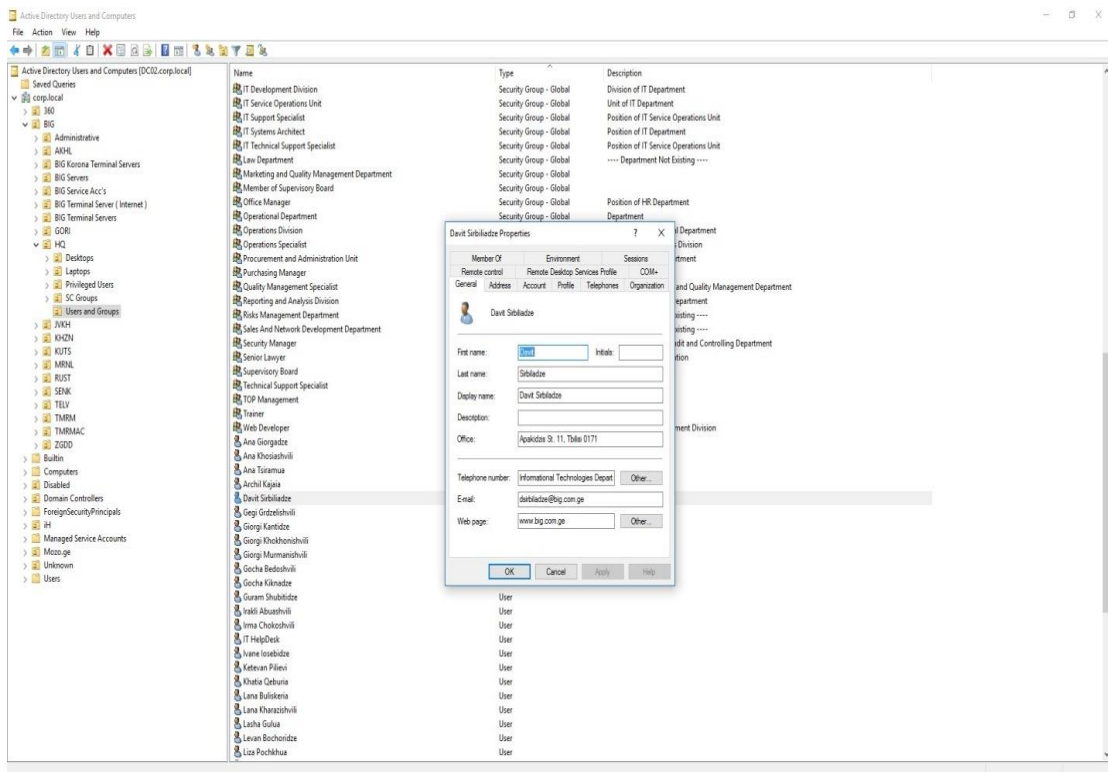 Active Directory Users and Computers
File Action View Help
Active Directory Users and Computers [DC02.corp.local]
Saved Queries
corp.local
360
BIG
Administrative
AKHL
BIG Korona Terminal Servers
BIG Servers
BIG Service Acc's
BIG Terminal Server ( Internet )
BIG Terminal Servers
GORI
HQ
Desktops
Laptops
Privileged Users
SC Groups
Users and Groups
JVKH
KHZN
KUTS
MRNL
RUST
SENK
TELV
TMRM
TMRMAC
ZGDD
Builtin
Computers
Disabled
Domain Controllers
ForeignSecurityPrincipals
iH
Managed Service Accounts
Mozo.ge
Unknown
Users
Name Type Description
IT Development Division Security Group - Global Division of IT Department
IT Service Operations Unit Security Group - Global Unit of IT Department
IT Support Specialist Security Group - Global Position of IT Service Operations Unit
IT Systems Architect Security Group - Global Position of IT Department
IT Technical Support Specialist Security Group - Global Position of IT Service Operations Unit
Law Department Security Group - Global ---- Department Not Existing ----
Marketing and Quality Management Department Security Group - Global
Member of Supervisory Board Security Group - Global
Office Manager Security Group - Global Position of HR Department
Operational Department Security Group - Global Department
Operations Division l Department
Operations Specialist s Division
Procurement and Administration Unit rtment
Purchasing Manager
Quality Management Specialist and Quality Management Department
Reporting and Analysis Division epartment
Risks Management Department xisting ----
Sales And Network Development Department xisting ----
Security Manager udit and Controlling Department
Senior Lawyer tion
Supervisory Board
Technical Support Specialist
TOP Management
Trainer
Web Developer ment Division
Ana Giorgadze
Ana Khosiashvili
Ana Tsiramua
Archil Kajaia
Davit Sirbiliadze
Gegi Grdzelishvili
Giorgi Kantidze
Giorgi Khokhonishvili
Giorgi Murmanishvili
Gocha Bedoshvili
Gocha Kiknadze
Guram Shubitidze User
Irakli Abuashvili User
Irma Chokoshvili User
IT HelpDesk User
Ivane Iosebidze User
Ketevan Pilievi User
Khatia Qeburia User
Lana Buliskeria User
Lana Kharazishvili User
Lasha Gulua User
Levan Bochoridze User
Liza Pochkhua User
Davit Sirbiliadze Properties ? X
Member Of Environment Sessions
Remote control Remote Desktop Services Profile COM+
General Address Account Profile Telephones Organization
Davit Sirbiliadze
First name: Davit Initials:
Last name: Sirbiladze
Display name: Davit Sirbiladze
Description:
Office: Apakidzis St. 11, Tbilisi 0171
Telephone number: Informational Technologies Depart Other...
E-mail: dsirbiladze@big.com.ge
Web page: www.big.com.ge Other...
OK Cancel Apply Help